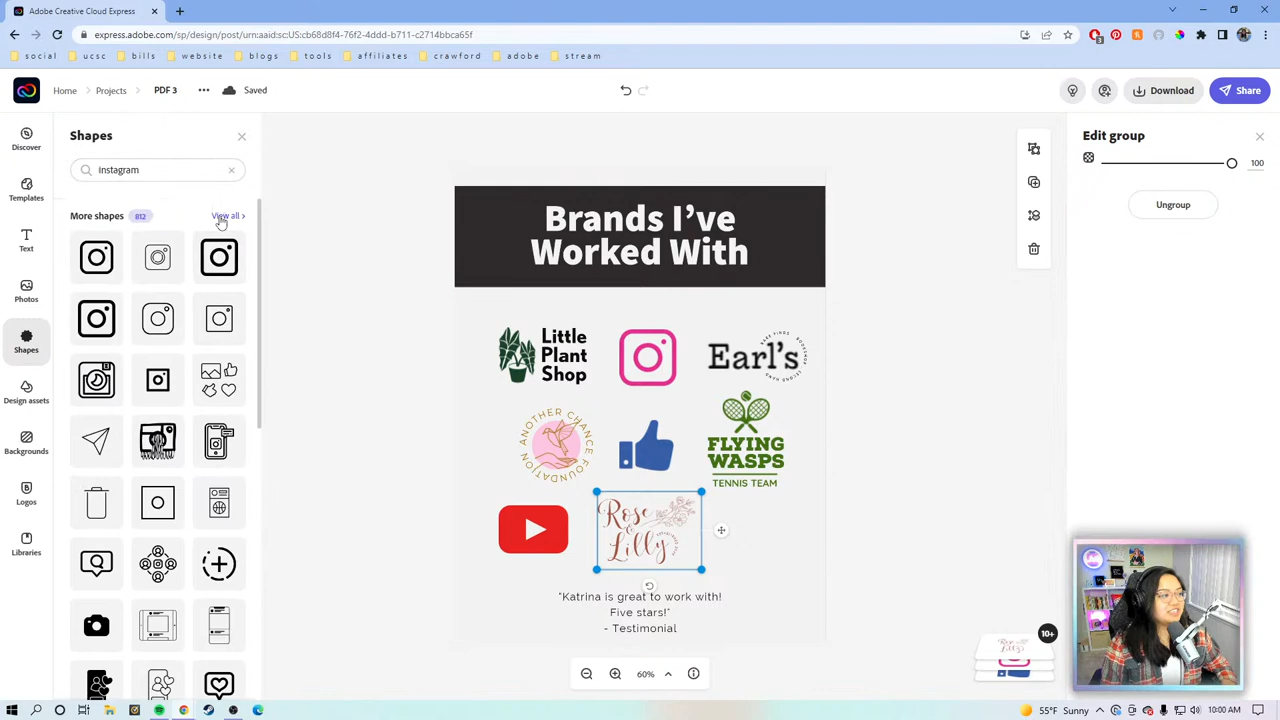 Adobe Creative Cloud Express
express.adobe.com/sp/design/post/urn:aaid:sc:US:cb68d8f4-76f2-4ddd-b711-c2714bbca65f
social
ucsc
bills
blogs
tools
affiliates
crawford
website
adobe
stream
Home
Projects
PDF 3
Saved
Download
Share
Discover
Templates
Text
Photos
Shapes
Design assets
Backgrounds
Logos
Libraries
Shapes
instagram
More shapes 812 View all >
Brands I've
Worked With
Little
Plant
Shop
Earl's
ANOTHER CHANCE FOUNDATION
FLYING
WASPS
TENNIS TEAM
Rose
&
Lilly
"Katrina is great to work with!
Five stars!"
- Testimonial
60%
Edit group
100
Ungroup
10+
55°F Sunny
10:00 AM